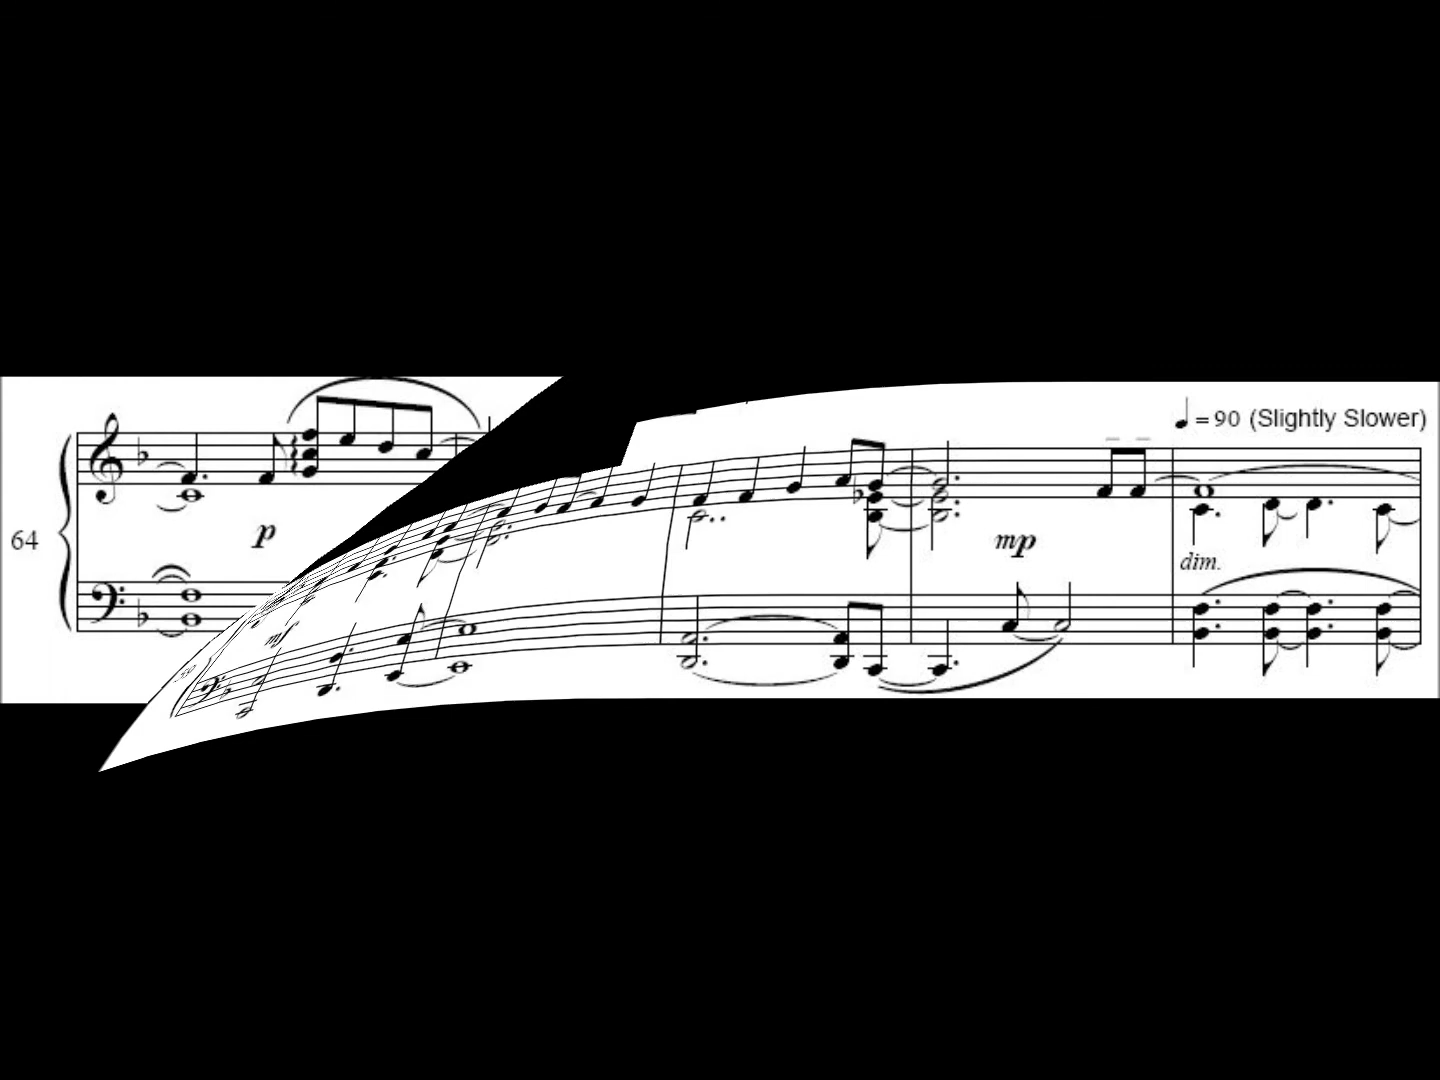 ♩ = 90 (Slightly Slower)
p
64
mp
dim.
mf